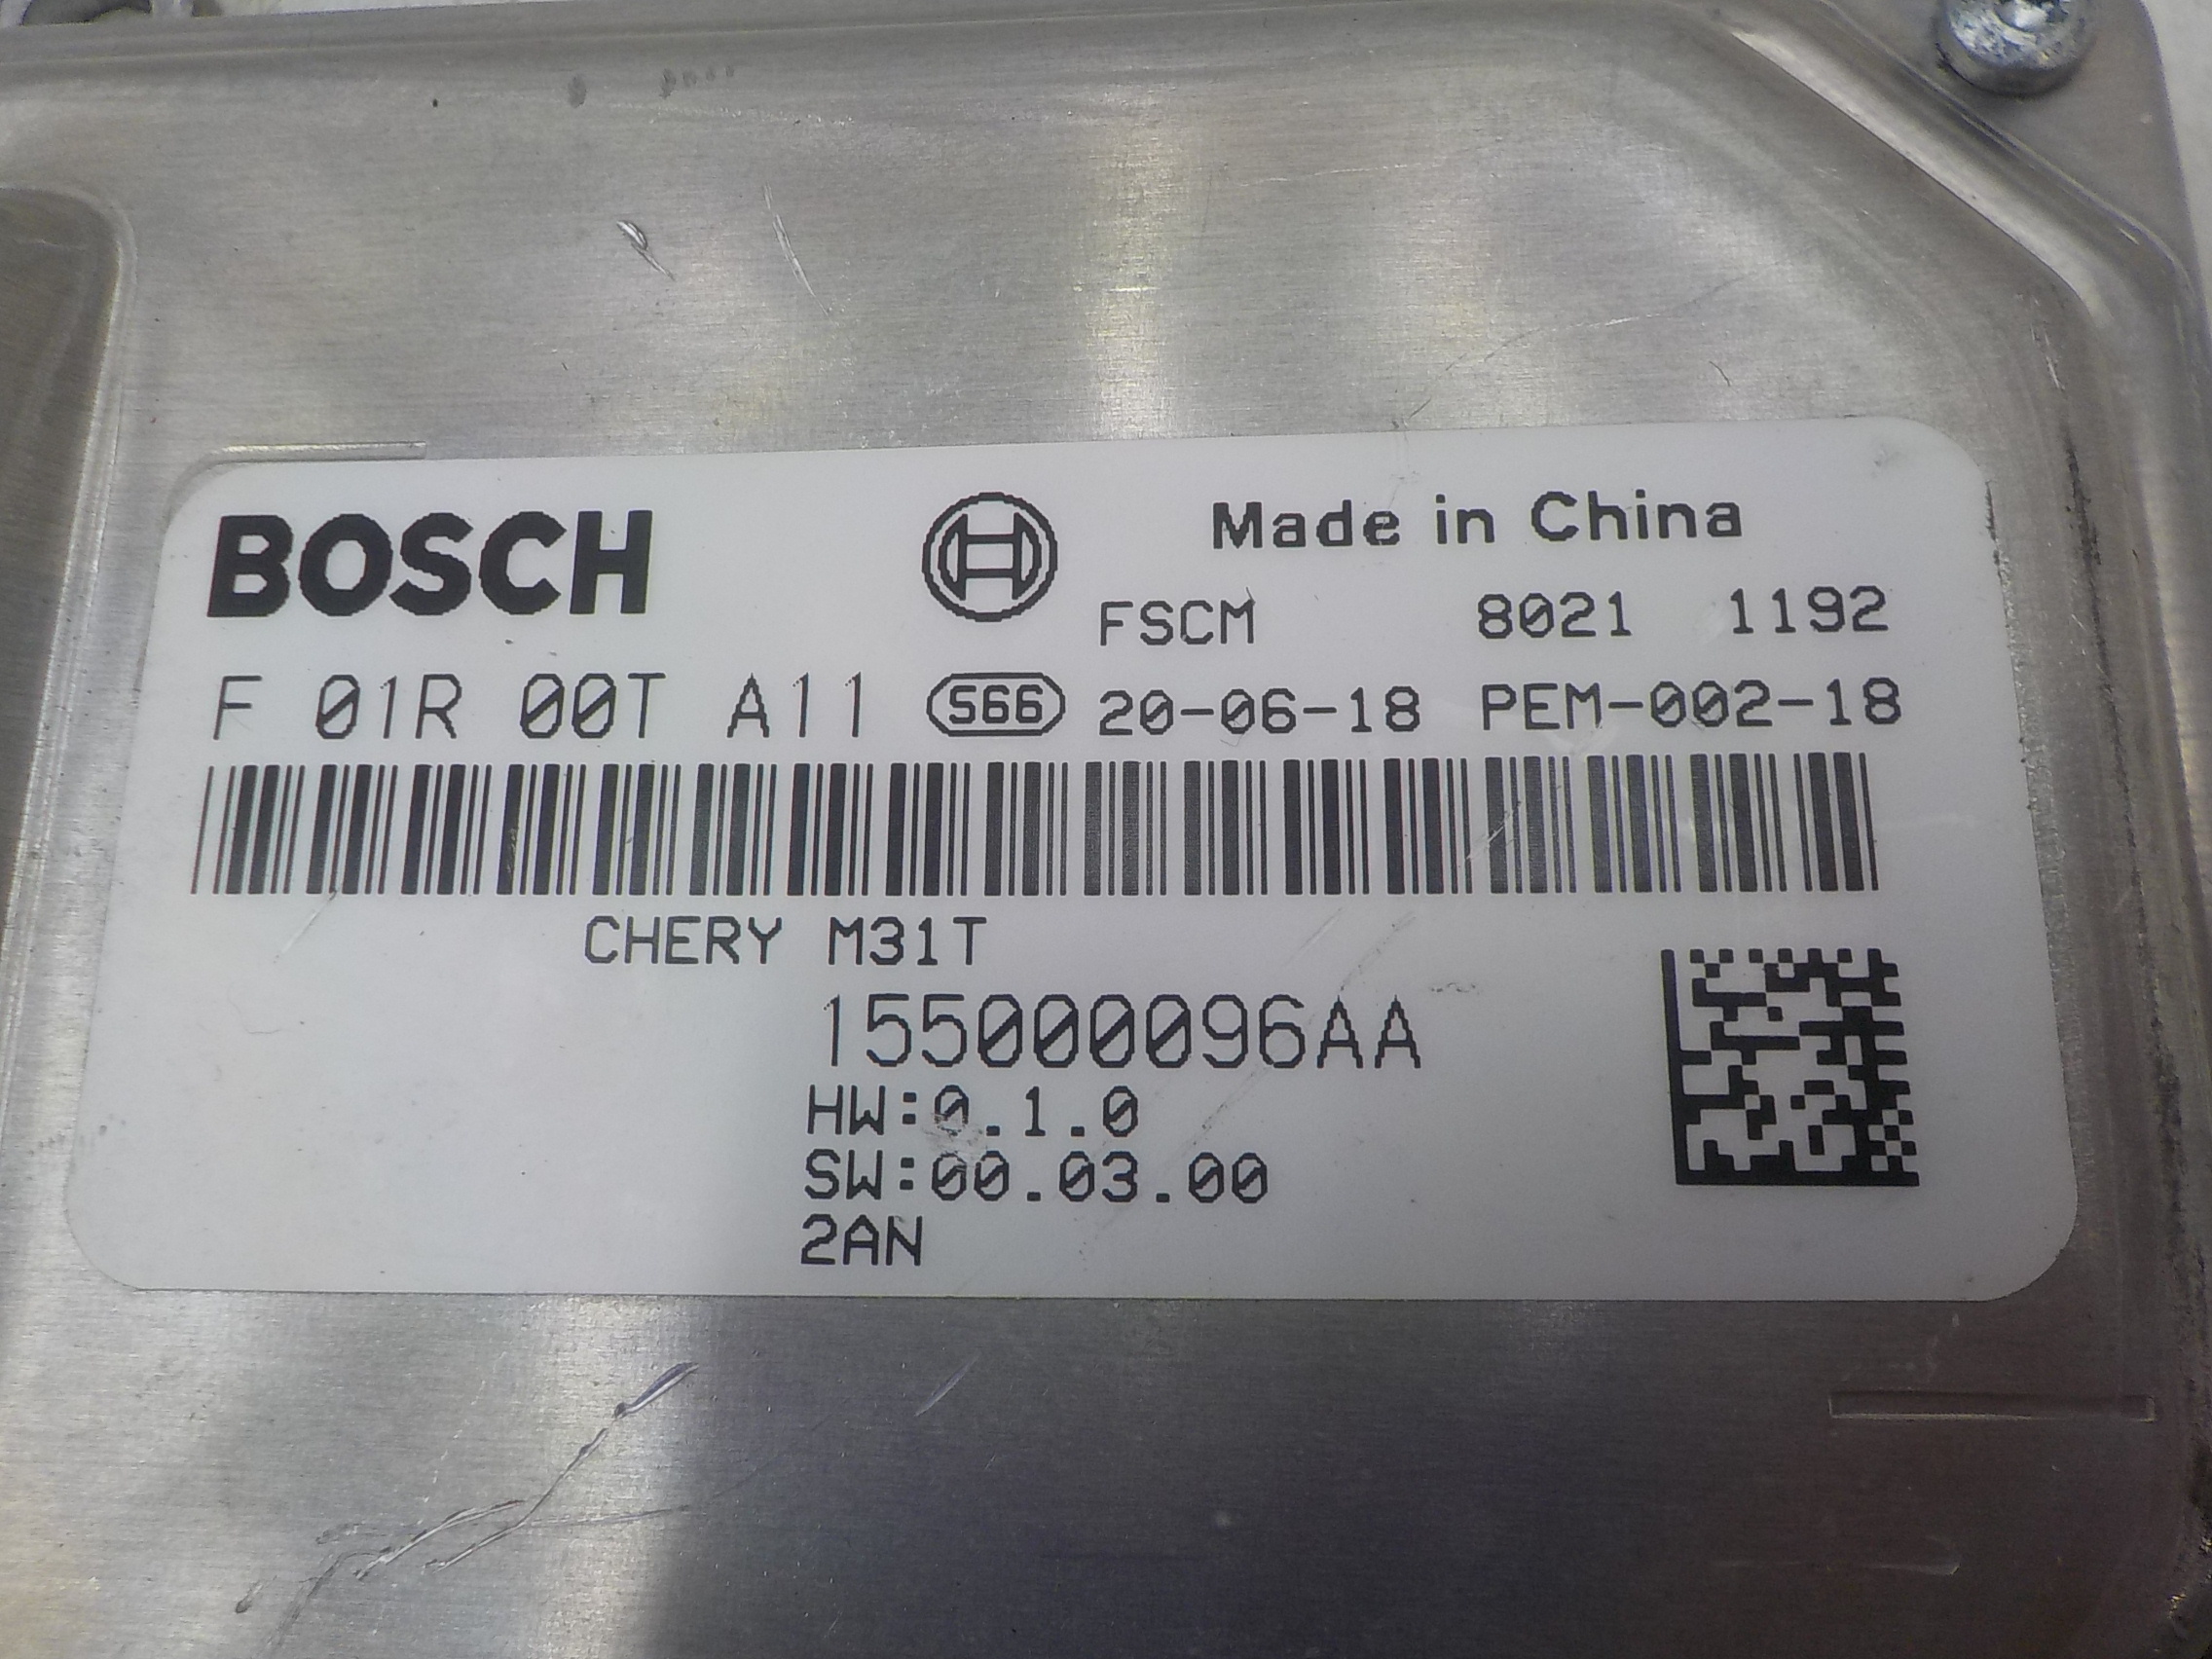 BOSCH Made in China
FSCM 8021 1192
F 01R 00T A11 S66 20-06-18 PEM-002-18
CHERY M31T
155000096AA
HW:0.1.0
SW:00.03.00
2AN